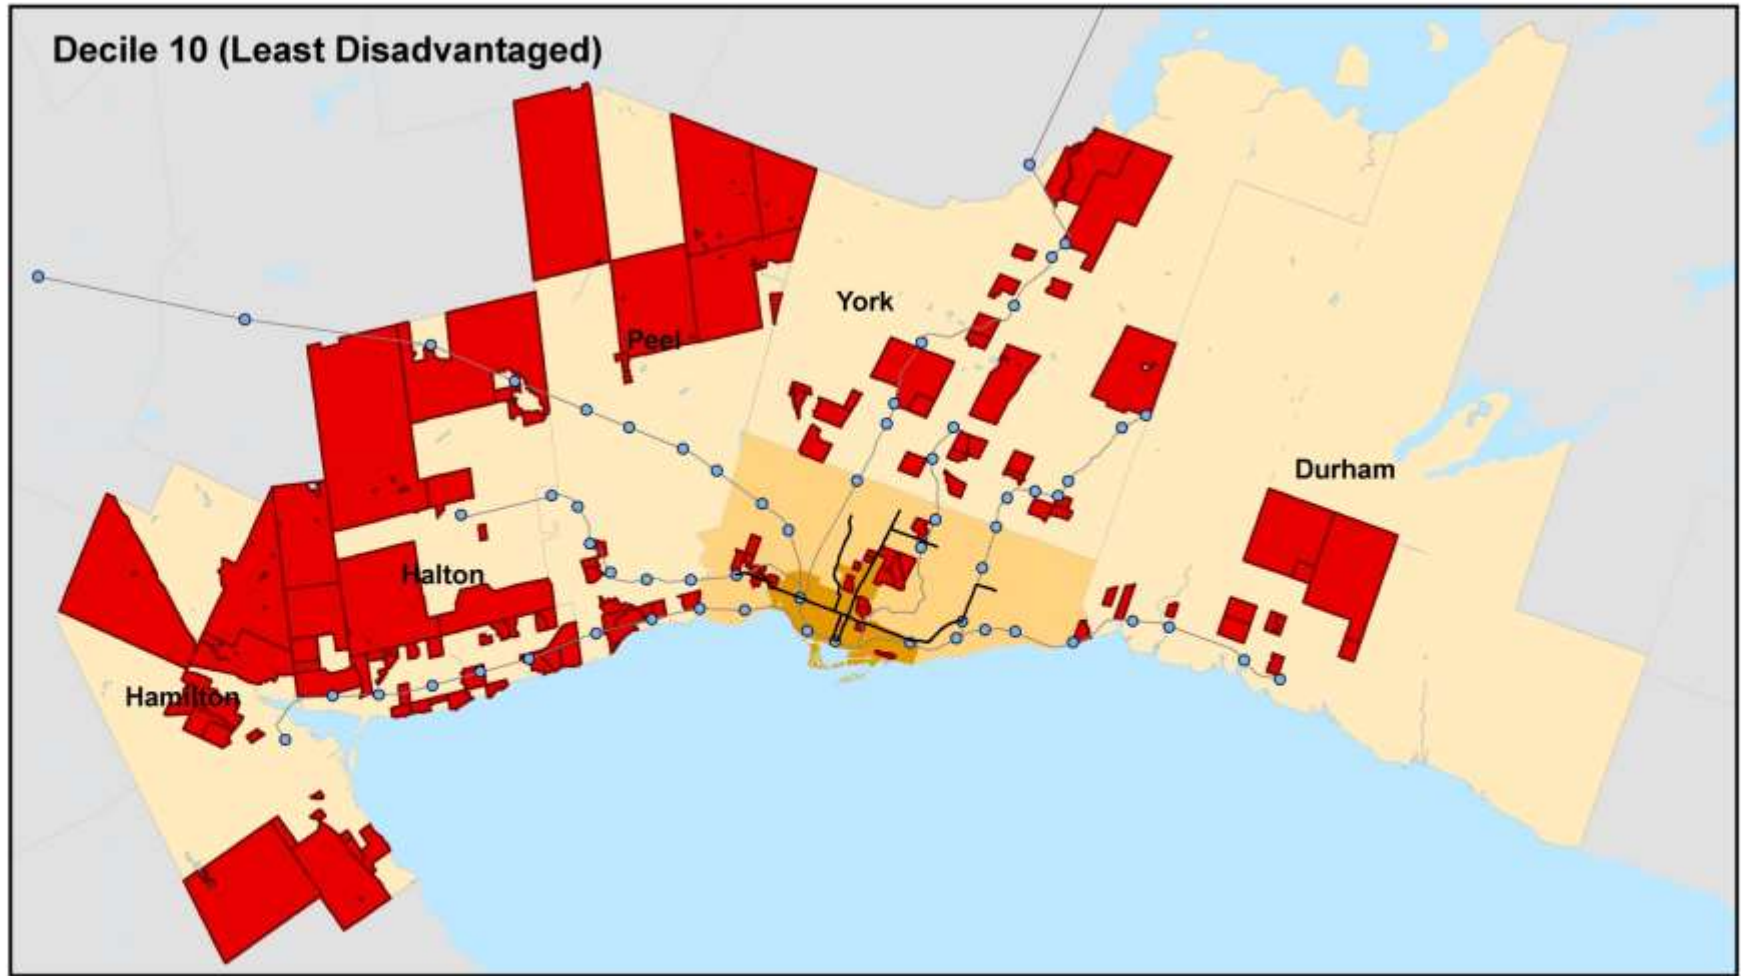 Decile 10 (Least Disadvantaged)
York
Peel
Durham
Halton
Hamilton